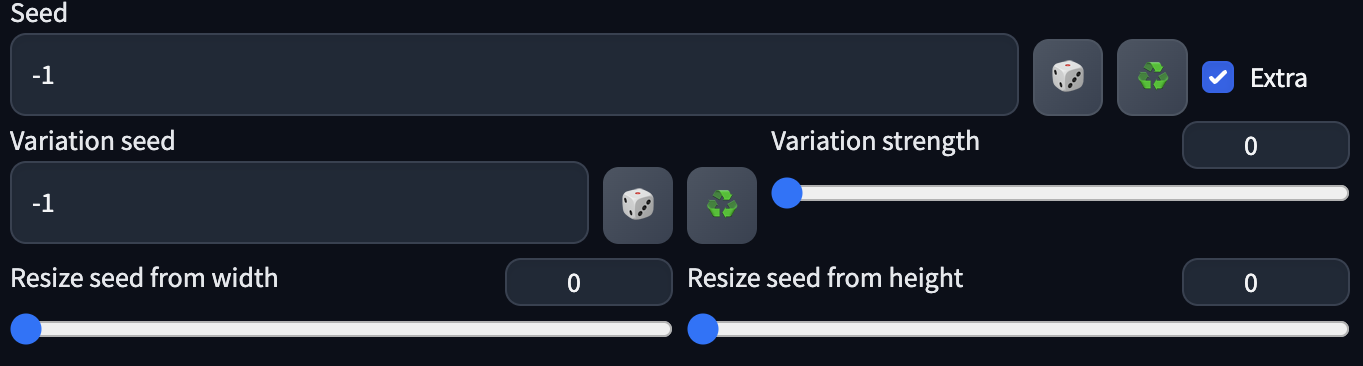 Seed
-1
Extra
Variation seed
Variation strength
0
-1
Resize seed from width
0
Resize seed from height
0